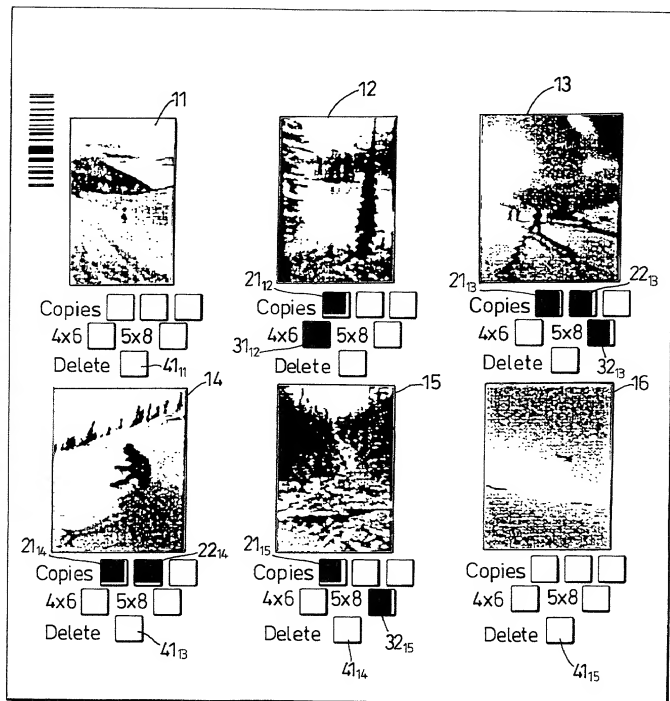 11 12 13
21₁₂ 21₁₃ 22₁₃
Copies Copies Copies
4x6 5x8 4x6 5x8 4x6 5x8
31₁₂ 32₁₃
Delete 41₁₁ Delete Delete
14 15 16
21₁₄ 22₁₄ 21₁₅
Copies Copies Copies
4x6 5x8 4x6 5x8 4x6 5x8
32₁₅
Delete 41₁₃ Delete 41₁₄ Delete 41₁₅